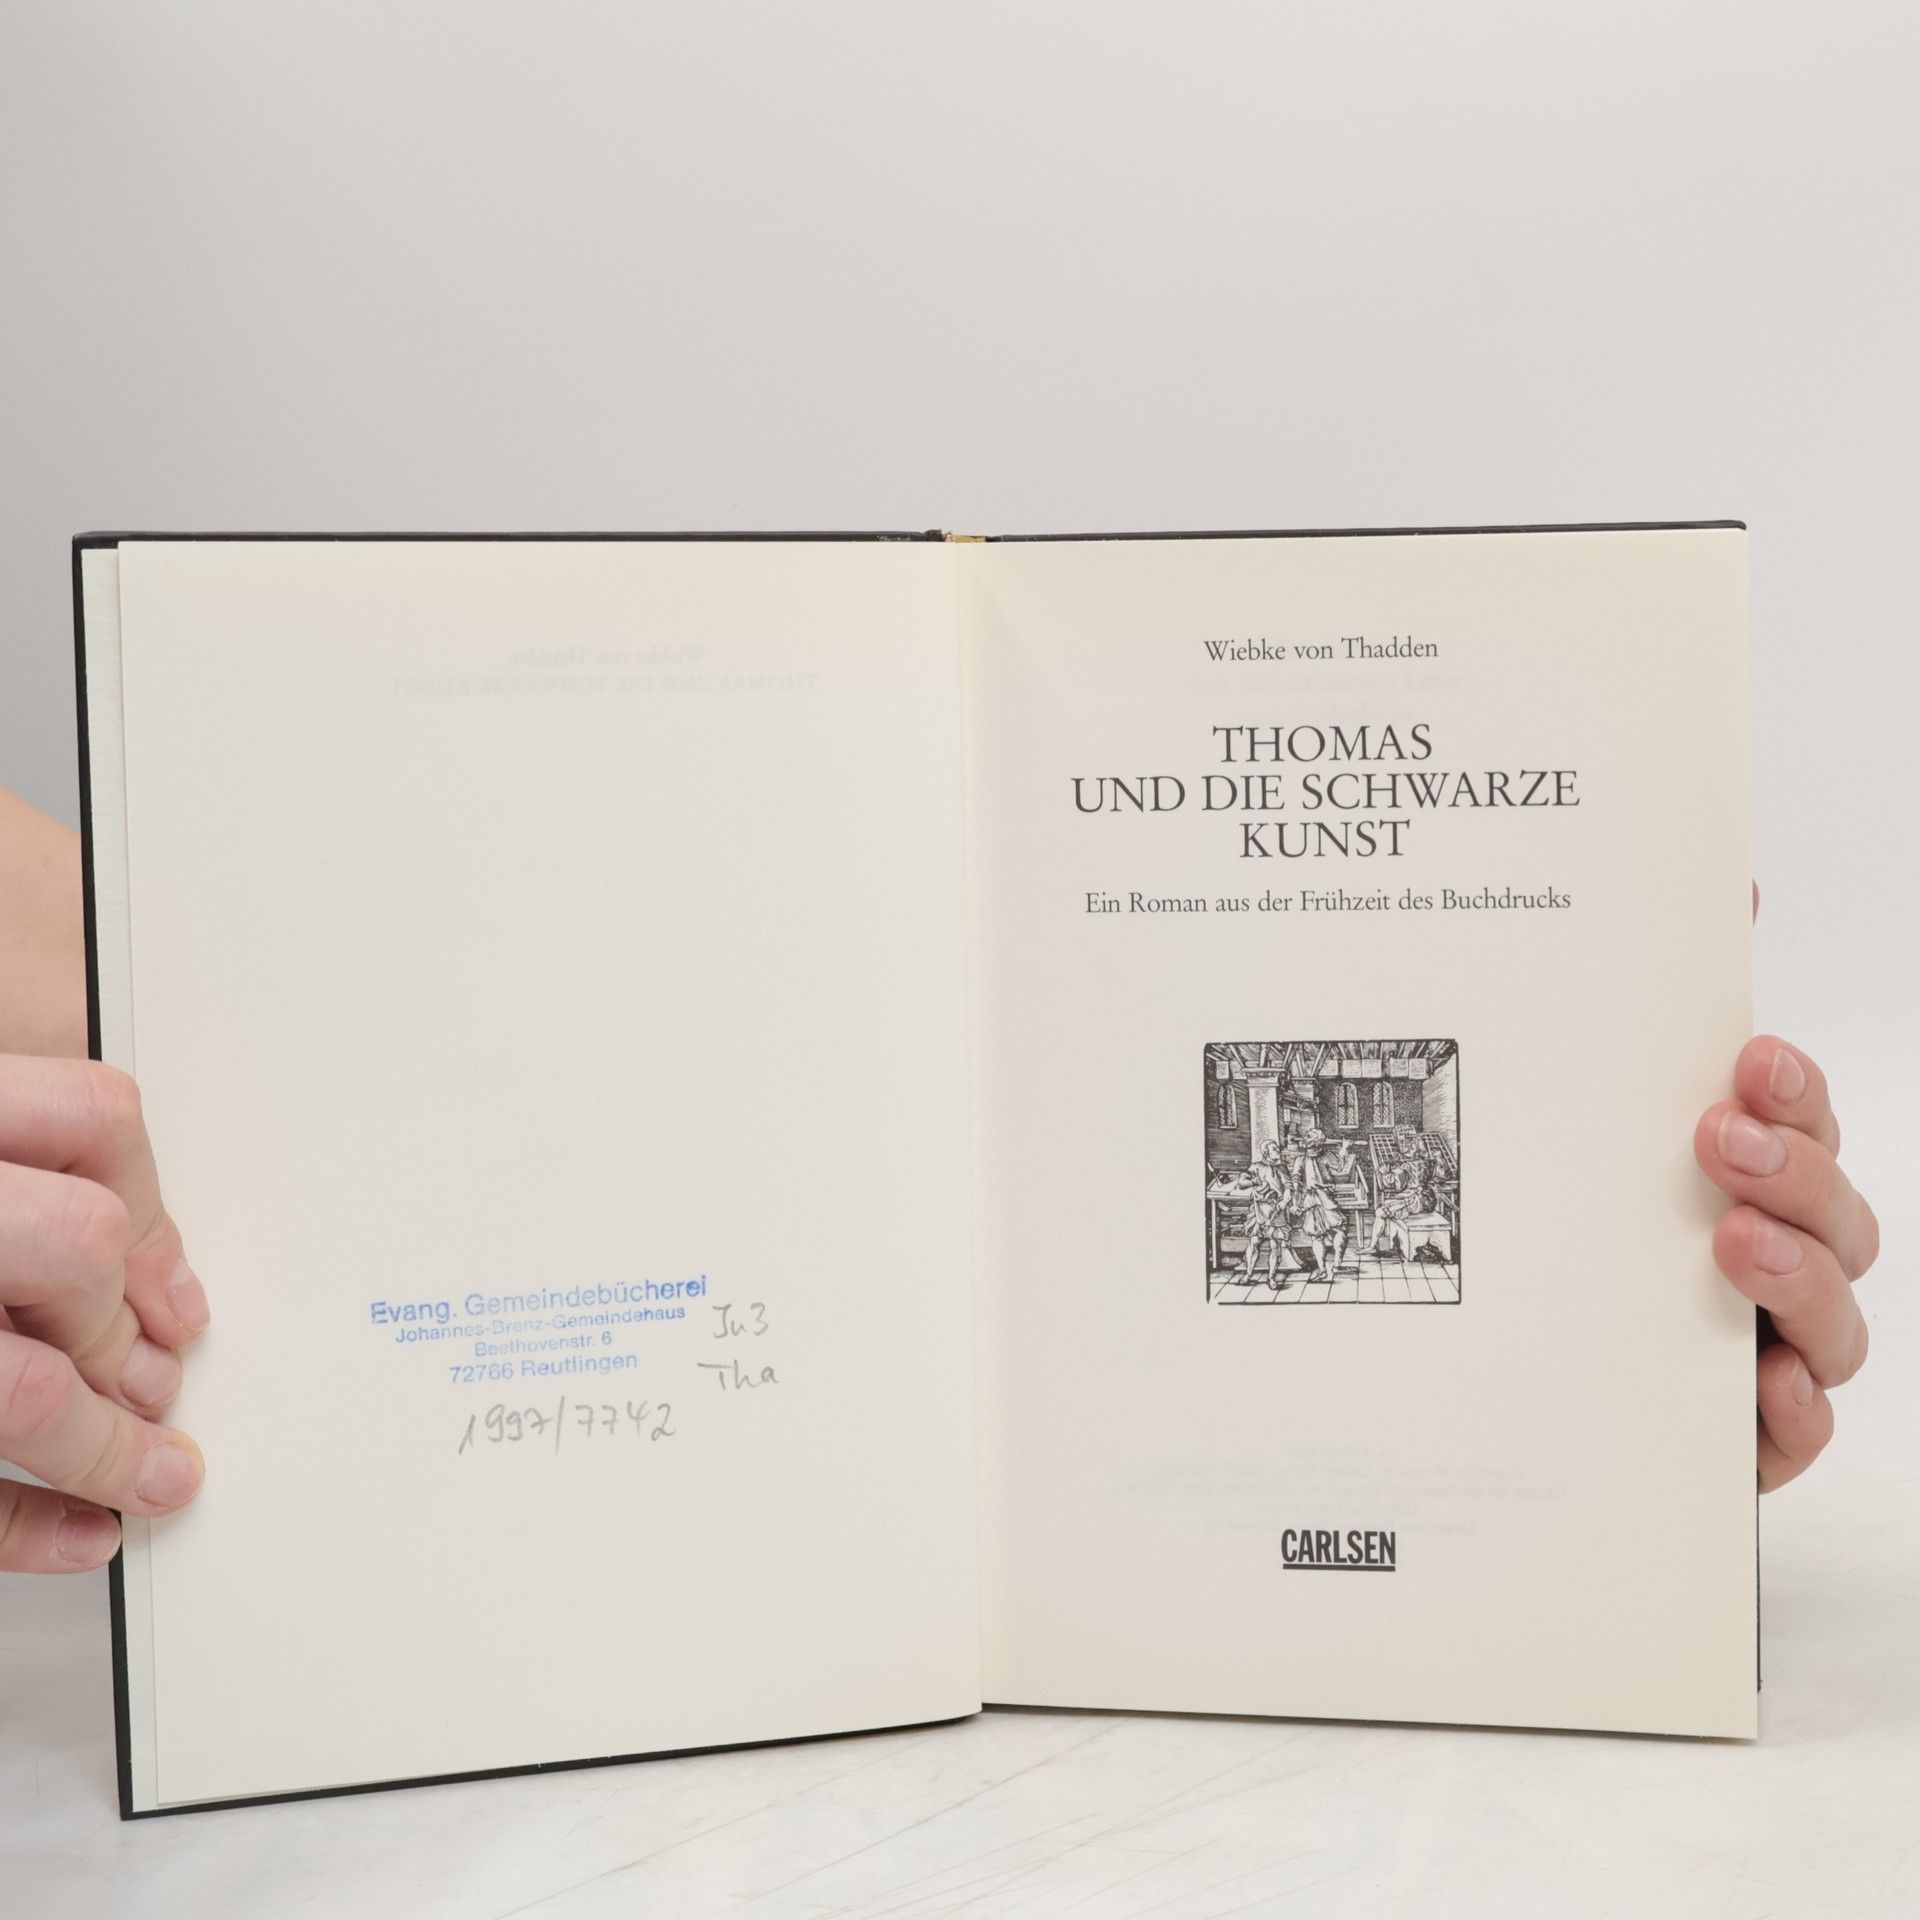 Evang. Gemeindebücherei
Johannes-Brenz-Gemeindehaus
Beethovenstr. 6
72766 Reutlingen
Ju3
Tha
1997/7742
Wiebke von Thadden
THOMAS
UND DIE SCHWARZE
KUNST
Ein Roman aus der Frühzeit des Buchdrucks
CARLSEN